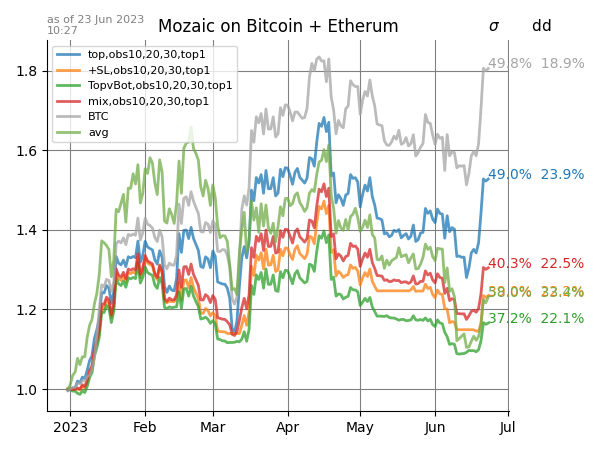 as of 23 Jun 2023
10:27
Mozaic on Bitcoin + Etherum
σ dd
top,obs10,20,30,top1
+SL,obs10,20,30,top1
TopvBot,obs10,20,30,top1
mix,obs10,20,30,top1
BTC
avg
1.8
1.6
1.4
1.2
1.0
49.8% 18.9%
49.0% 23.9%
40.3% 22.5%
37.2% 22.1%
2023 Feb Mar Apr May Jun Jul